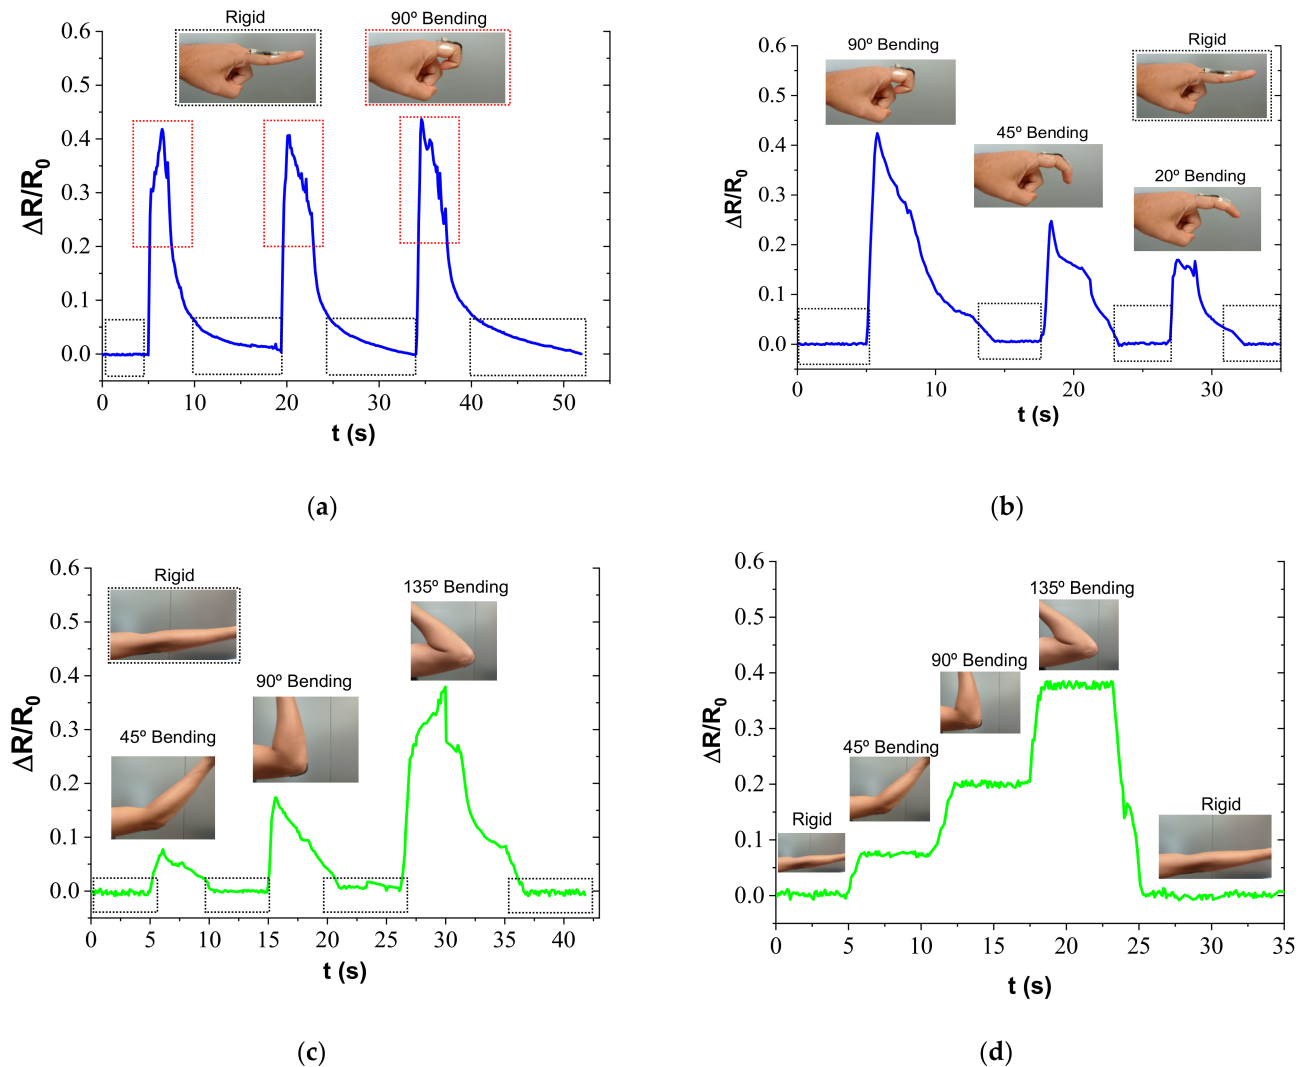 Rigid
90º Bending
0.6
0.5
0.4
0.3
0.2
0.1
0.0
ΔR/R0
0
10
20
30
40
50
t (s)
(a)
90º Bending
Rigid
45º Bending
20º Bending
0.6
0.5
0.4
0.3
0.2
0.1
0.0
ΔR/R0
0
10
20
30
t (s)
(b)
Rigid
135º Bending
90º Bending
45º Bending
0.6
0.5
0.4
0.3
0.2
0.1
0.0
ΔR/R0
0
5
10
15
20
25
30
35
40
t (s)
(c)
135º Bending
90º Bending
45º Bending
Rigid
Rigid
0.6
0.5
0.4
0.3
0.2
0.1
0.0
ΔR/R0
0
5
10
15
20
25
30
35
t (s)
(d)